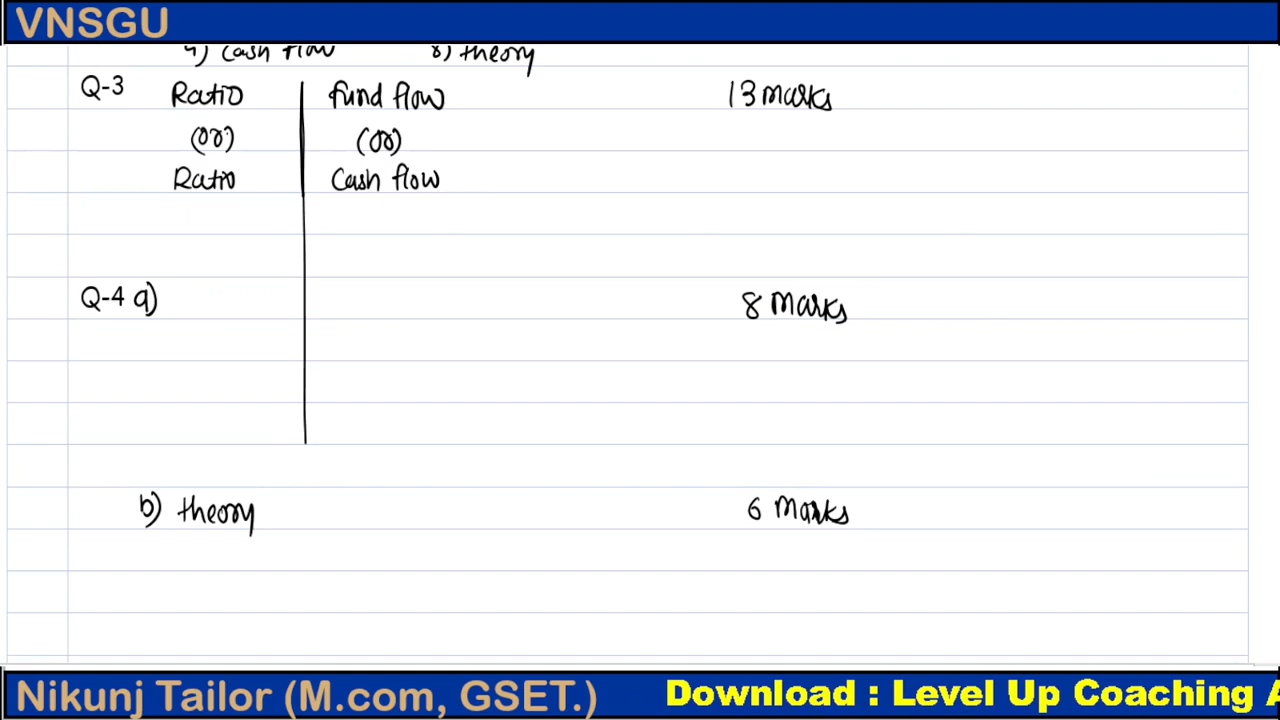 VNSGU
4) Cash flow 8) theory
Q-3 Ratio fund flow 13 marks
(or) (or)
Ratio Cash flow
Q-4 a) 8 Marks
b) theory 6 Marks
Nikunj Tailor (M.com, GSET.) Download : Level Up Coaching A